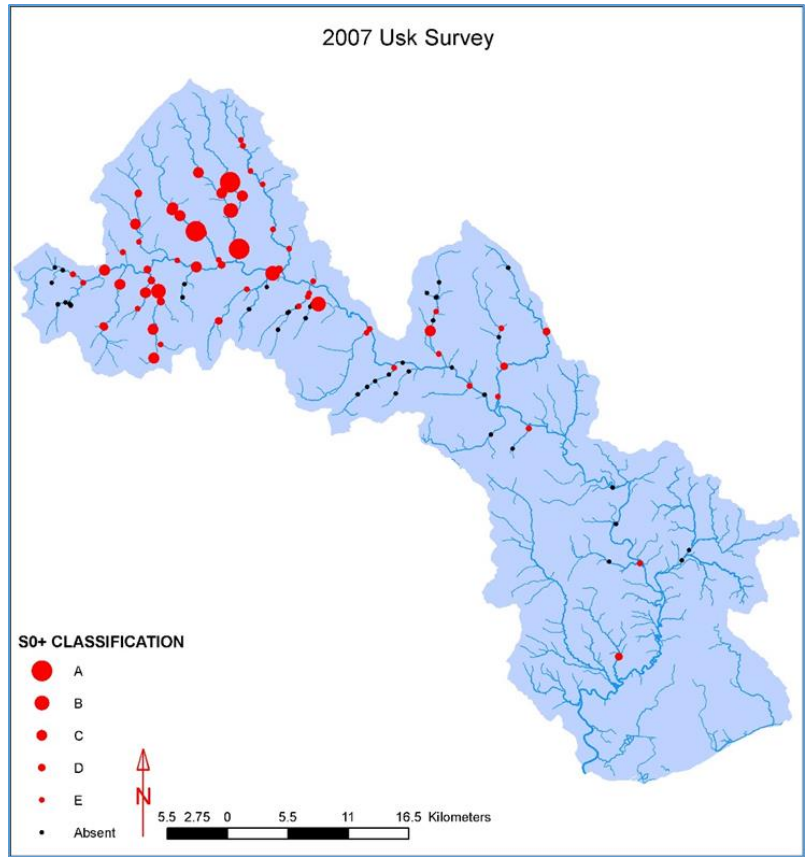 2007 Usk Survey
S0+ CLASSIFICATION
A
B
C
D
E
Absent
N
5.5 2.75 0 5.5 11 16.5 Kilometers